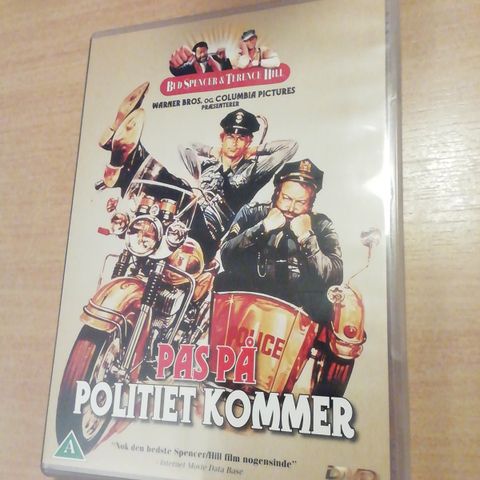 BUD SPENCER & TERENCE HILL
WARNER BROS. OG COLUMBIA PICTURES
PRÆSENTERER
POLICE
PAS PÅ
POLITIET KOMMER
A
"Nok den bedste Spencer/Hill film nogensinde"
- Internet Movie Data Base
DVD